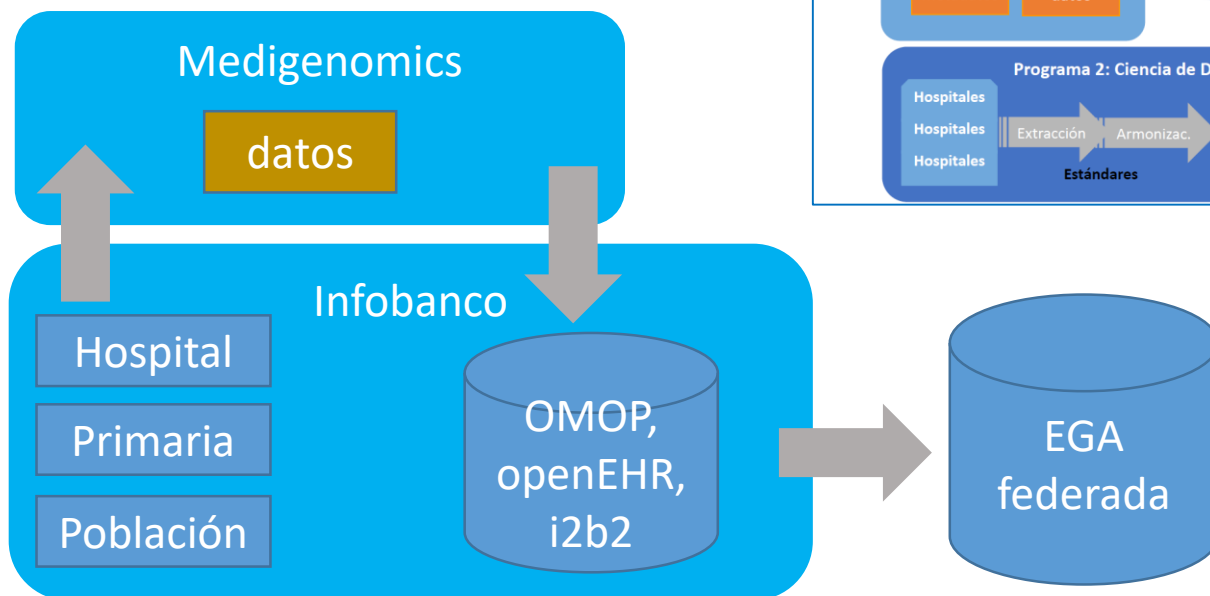 Medigenomics
datos
Infobanco
Hospital
Primaria
Población
OMOP,
openEHR,
i2b2
EGA
federada
datos
Programa 2: Ciencia de D
Hospitales
Hospitales
Hospitales
Extracción
Armonizac.
Estándares